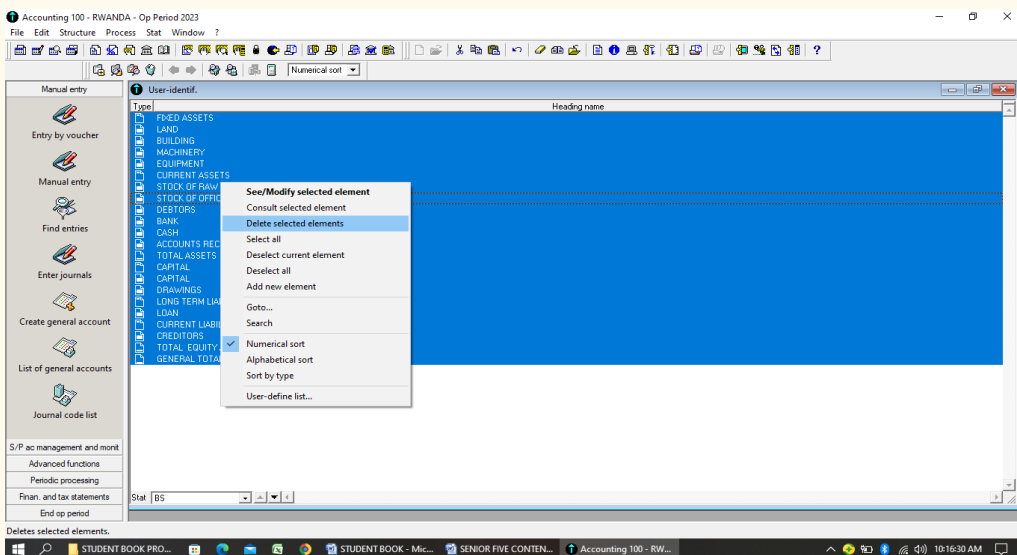 Accounting 100 - RWANDA - Op Period 2023
File Edit Structure Process Stat Window ?
Numerical sort
Manual entry
User-identif.
Type Heading name
FIXED ASSETS
LAND
BUILDING
MACHINERY
EQUIPMENT
CURRENT ASSETS
STOCK OF RAW
STOCK OF OFFIC
DEBTORS
BANK
CASH
ACCOUNTS REC
TOTAL ASSETS
CAPITAL
CAPITAL
DRAWINGS
LONG TERM LIA
LOAN
CURRENT LIABIL
CREDITORS
TOTAL EQUITY
GENERAL TOTA
See/Modify selected element
Consult selected element
Delete selected elements
Select all
Deselect current element
Deselect all
Add new element
Goto...
Search
Numerical sort
Alphabetical sort
Sort by type
User-define list...
Entry by voucher
Manual entry
Find entries
Enter journals
Create general account
List of general accounts
Journal code list
S/P ac management and monit
Advanced functions
Periodic processing
Finan. and tax statements
End op period
Stat BS
Deletes selected elements.
STUDENT BOOK PRO... STUDENT BOOK - Mic... SENIOR FIVE CONTEN... Accounting 100 - RW... 10:16:30 AM